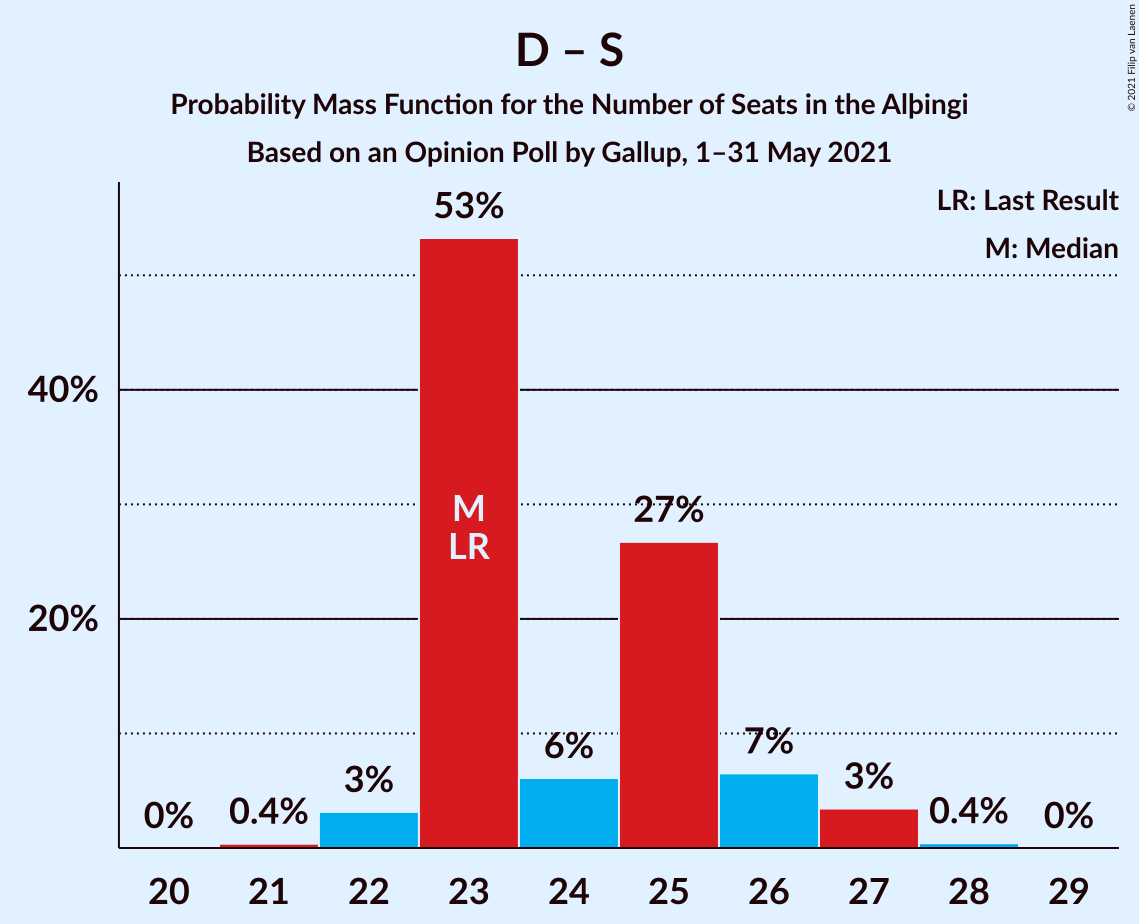 D – S
Probability Mass Function for the Number of Seats in the Alþingi
Based on an Opinion Poll by Gallup, 1–31 May 2021
© 2021 Filip van Laenen
LR: Last Result
M: Median
40%
20%
0%
0.4%
3%
53%
M
LR
6%
27%
7%
3%
0.4%
0%
20 21 22 23 24 25 26 27 28 29